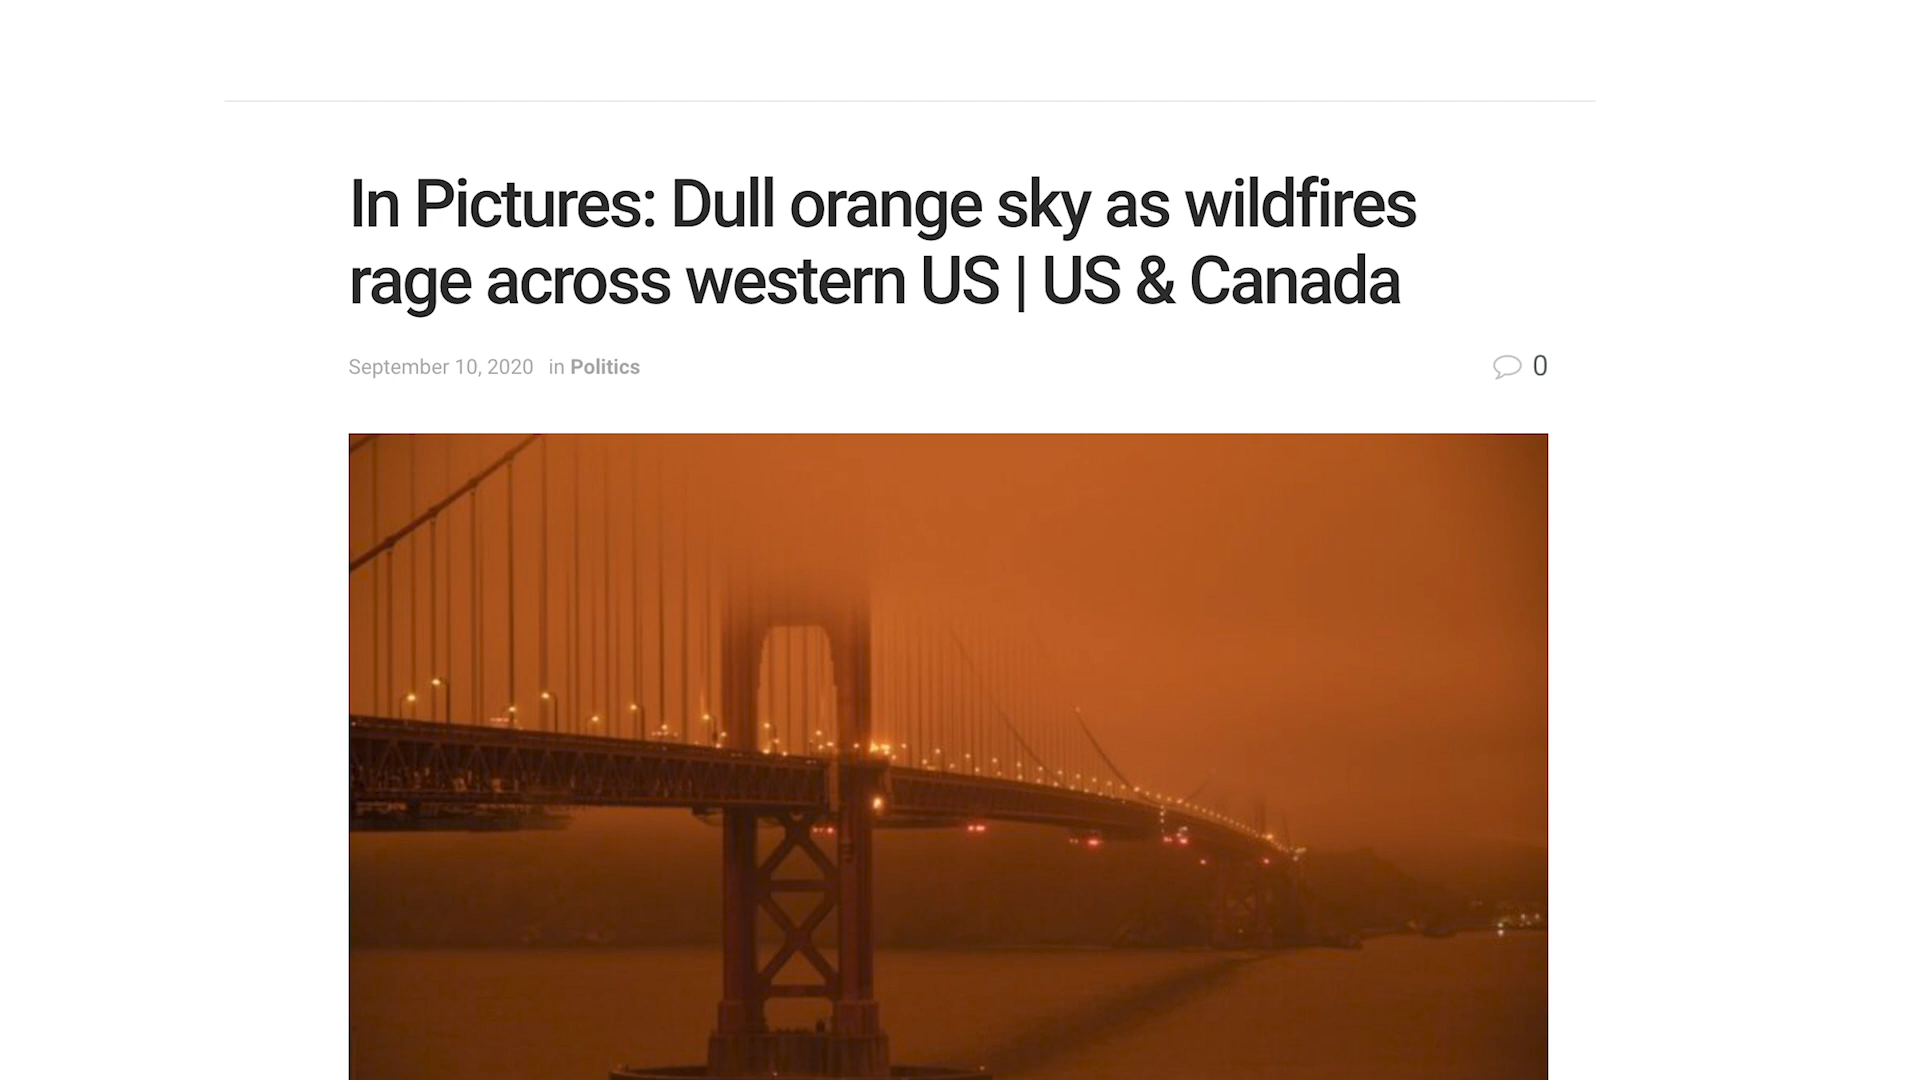 In Pictures: Dull orange sky as wildfires
rage across western US | US & Canada
September 10, 2020 in Politics
0